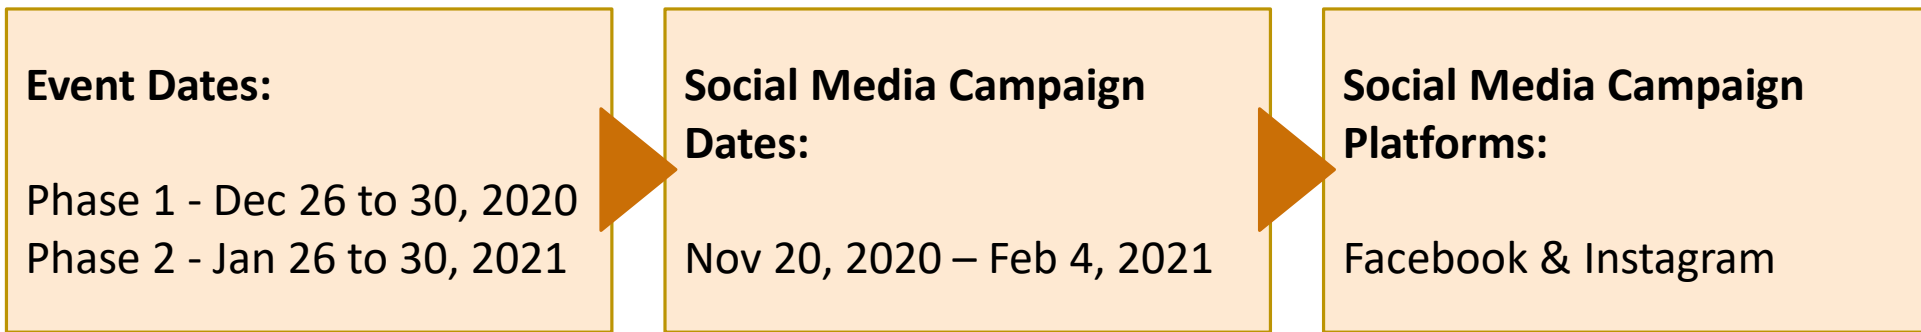 Event Dates:
Phase 1 - Dec 26 to 30, 2020
Phase 2 - Jan 26 to 30, 2021
Social Media Campaign
Dates:
Nov 20, 2020 – Feb 4, 2021
Social Media Campaign
Platforms:
Facebook & Instagram